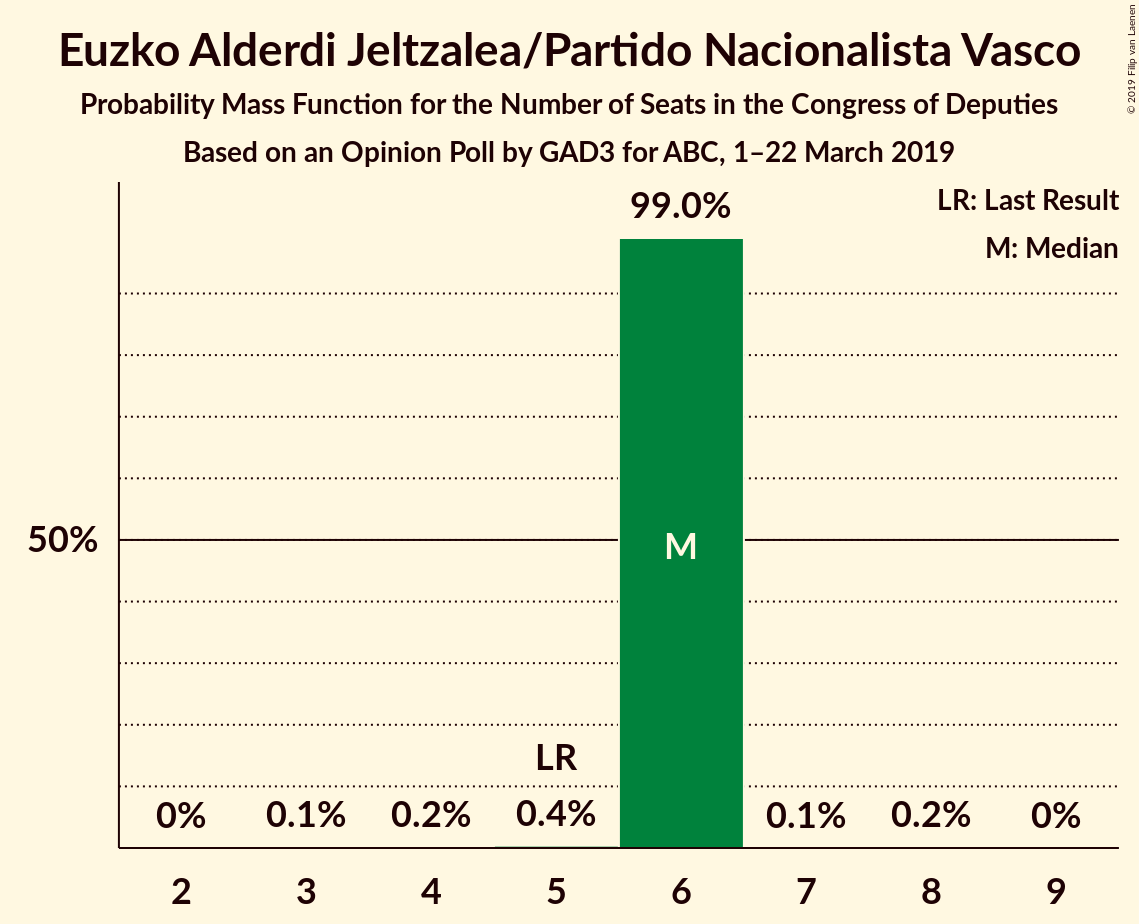 Euzko Alderdi Jeltzalea/Partido Nacionalista Vasco
Probability Mass Function for the Number of Seats in the Congress of Deputies
Based on an Opinion Poll by GAD3 for ABC, 1–22 March 2019
© 2019 Filip van Laenen
LR: Last Result
M: Median
99.0%
50%
M
LR
0% 0.1% 0.2% 0.4% 0.1% 0.2% 0%
2 3 4 5 6 7 8 9